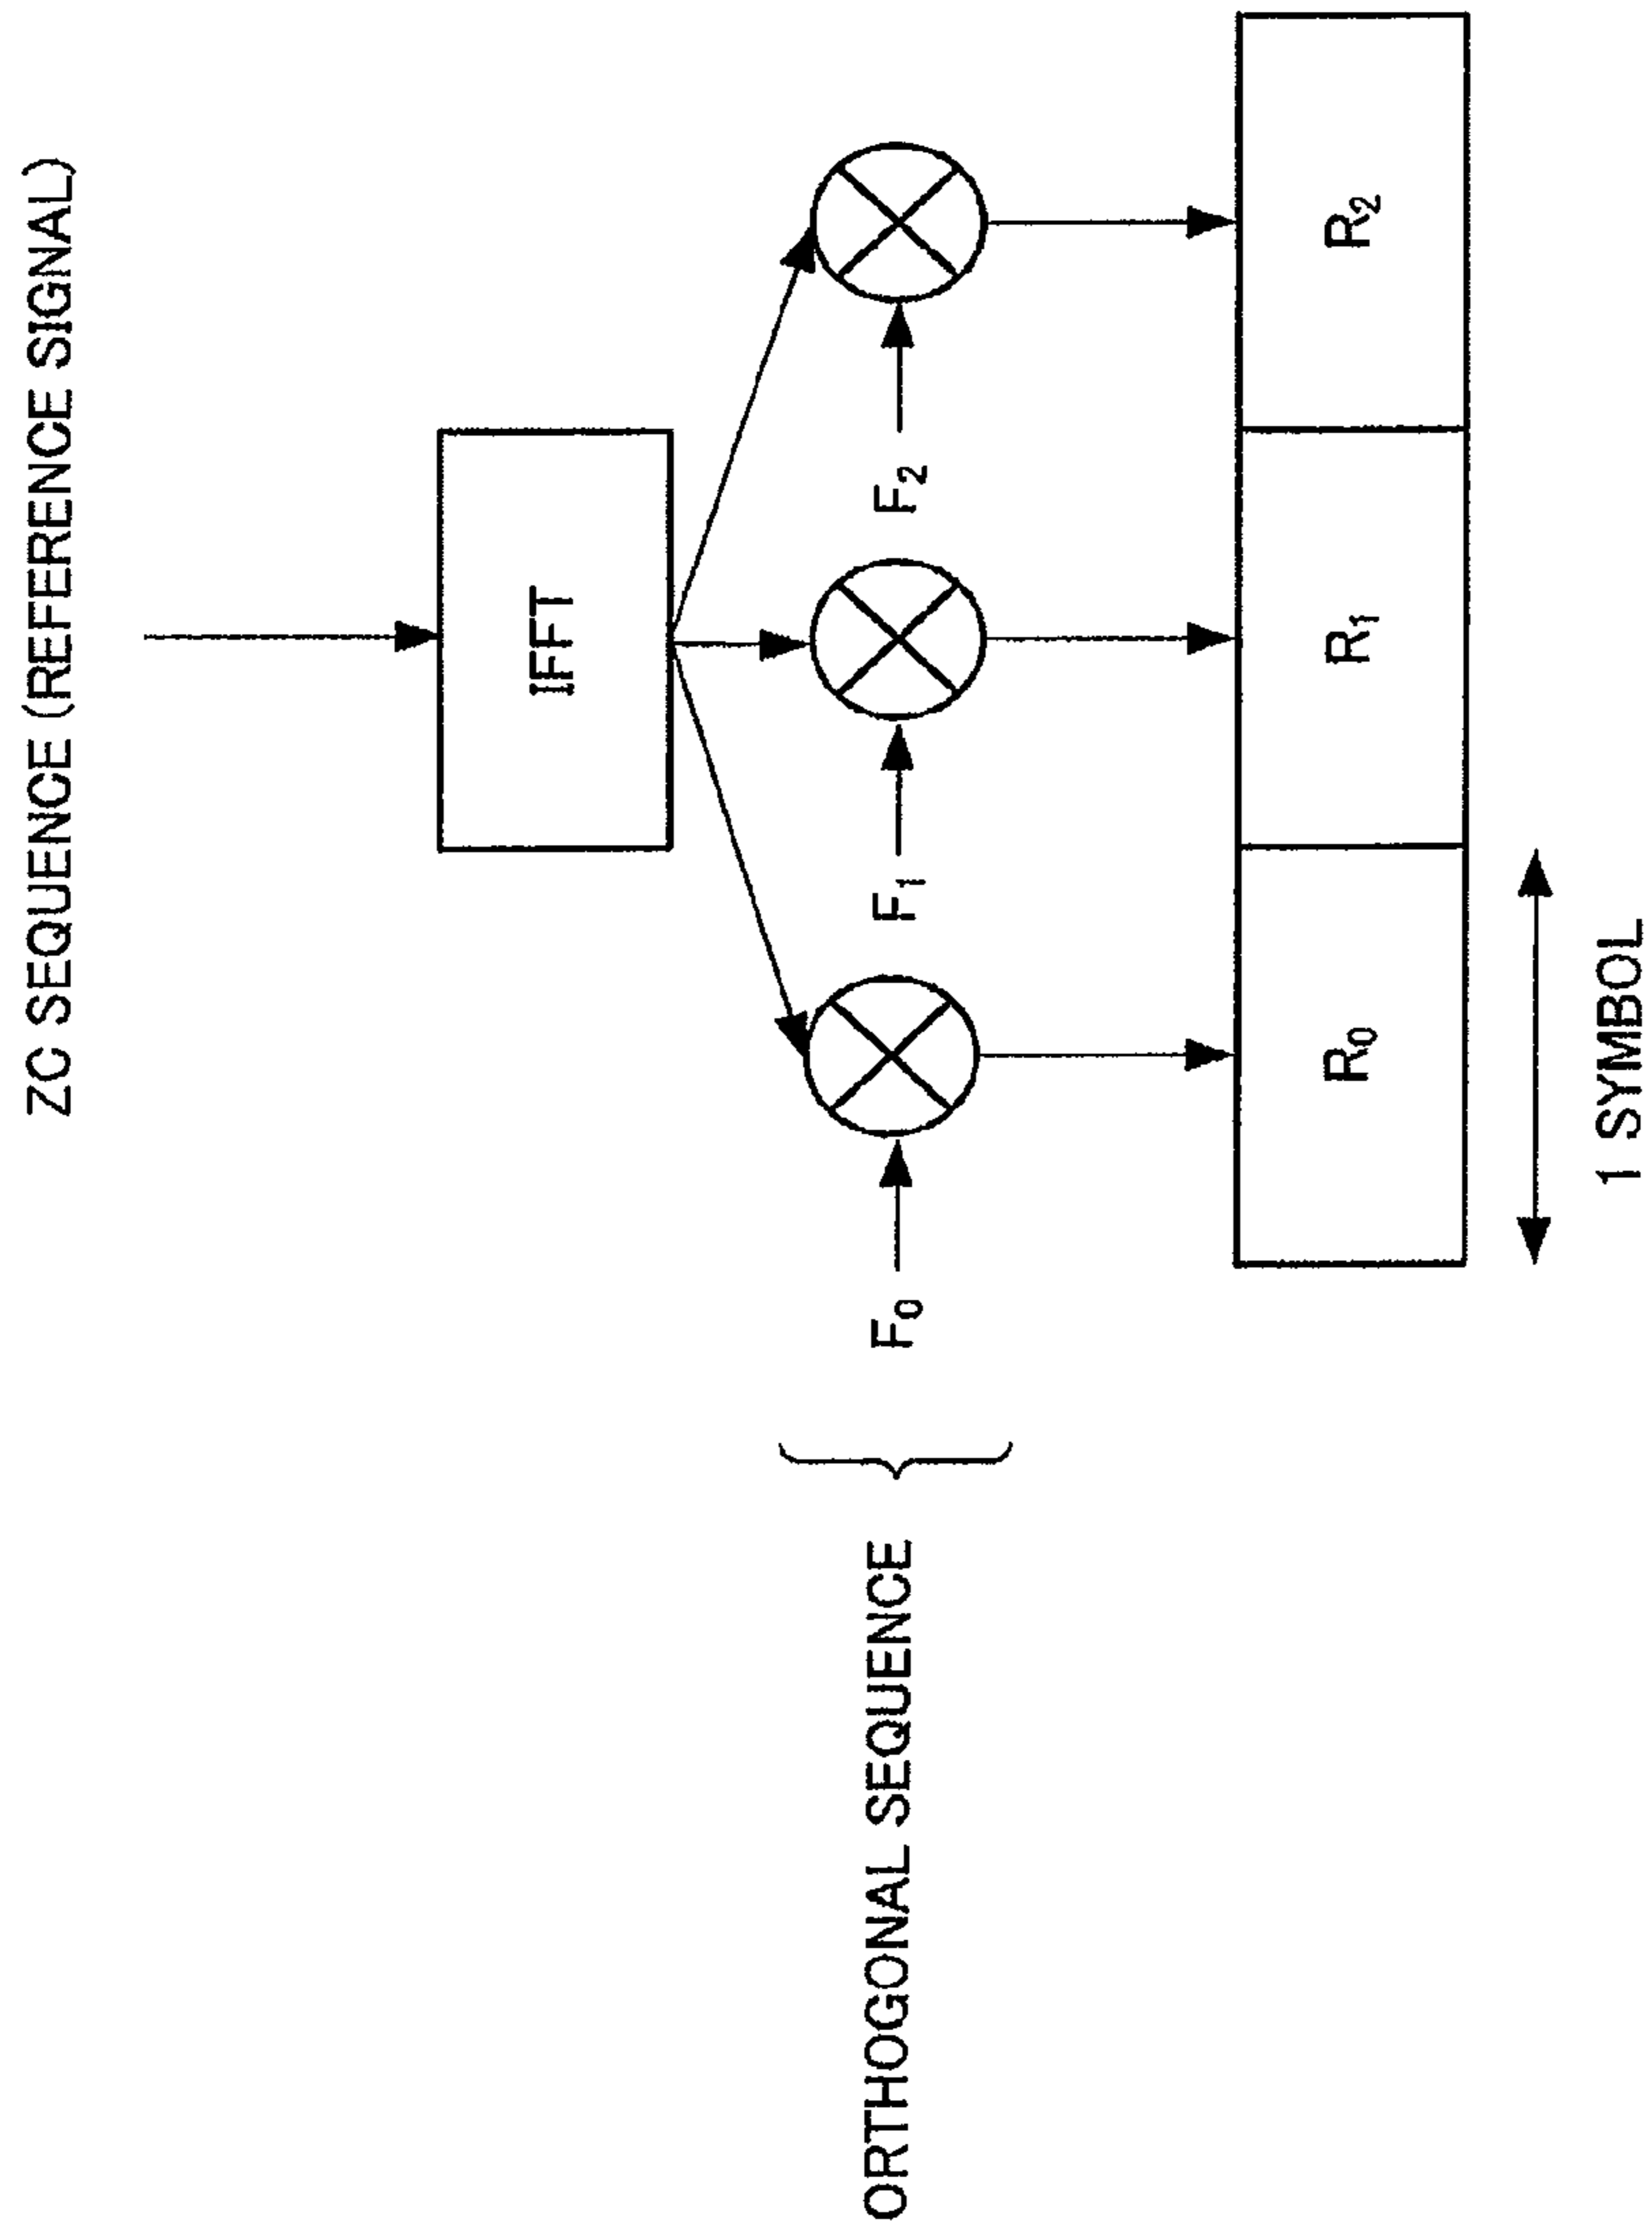 ZC SEQUENCE (REFERENCE SIGNAL)
IFFT
ORTHOGONAL SEQUENCE
F0
F1
F2
R0
R1
R2
1 SYMBOL